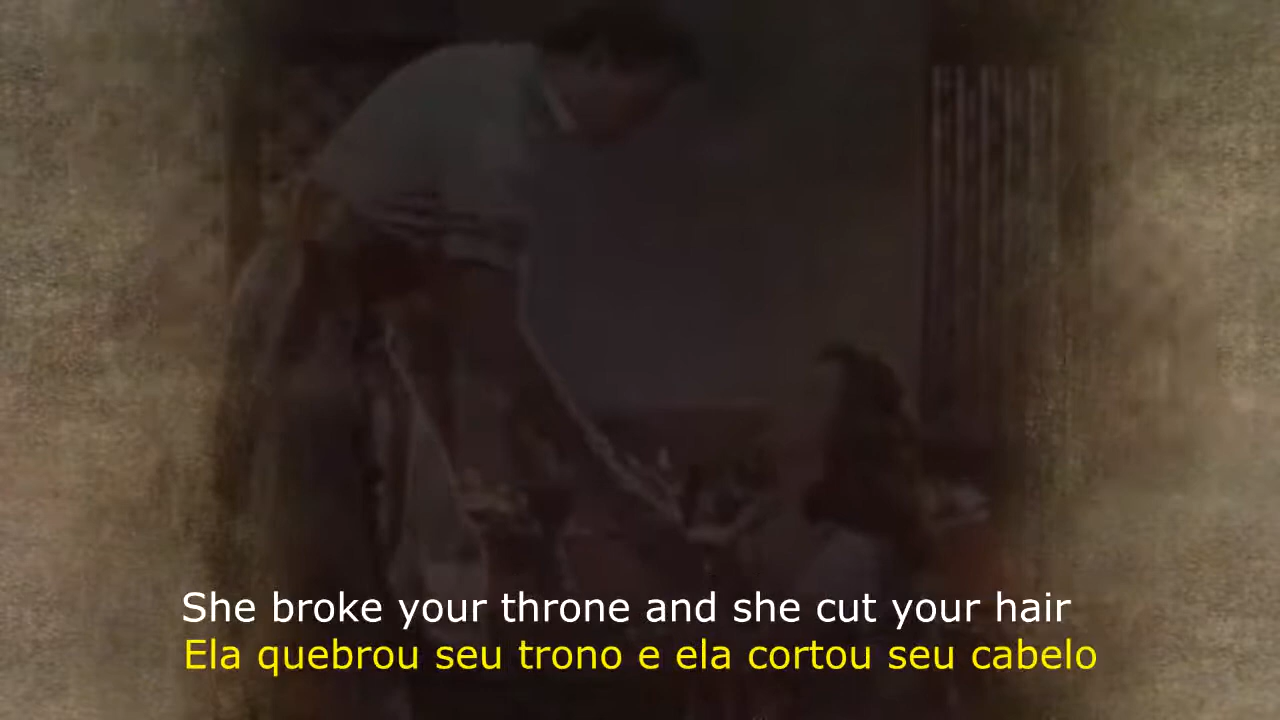 She broke your throne and she cut your hair
Ela quebrou seu trono e ela cortou seu cabelo